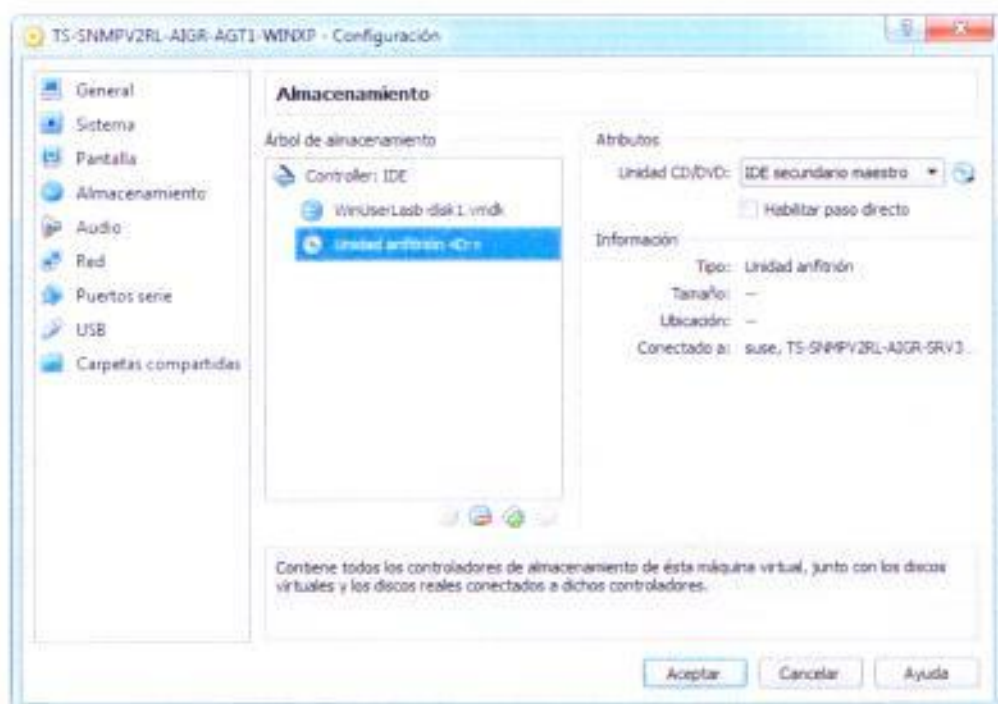 TS-SNMPV2RL-AIGR-AGT1-WINXP - Configuración
General
Sistema
Pantalla
Almacenamiento
Audio
Red
Puertos serie
USB
Carpetas compartidas
Almacenamiento
Árbol de almacenamiento
Controller: IDE
WinUserLasb-disk1.vmdk
Unidad anfitrión
Atributos
Unidad CD/DVD: IDE secundario maestro
Habilitar paso directo
Información
Tipo: Unidad anfitrión
Tamaño: --
Ubicación: --
Conectado a: suse, TS-SNMPV2RL-AIGR-SRV3...
Contiene todos los controladores de almacenamiento de ésta máquina virtual, junto con los discos
virtuales y los discos reales conectados a dichos controladores.
Aceptar Cancelar Ayuda